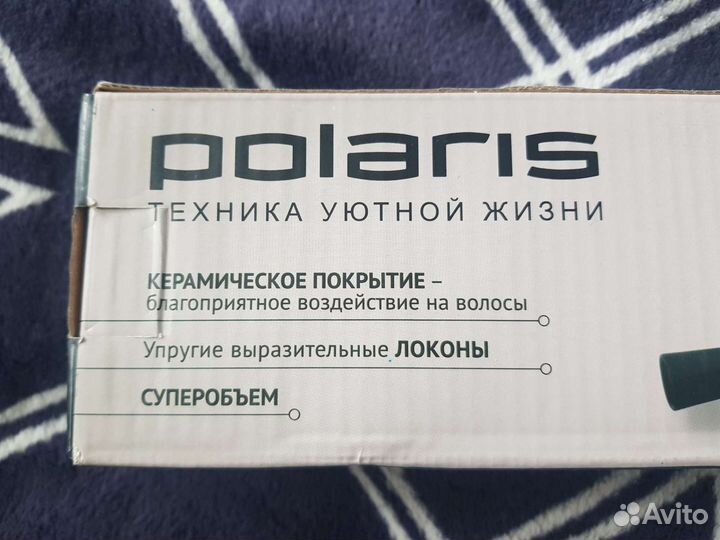 polaris
ТЕХНИКА УЮТНОЙ ЖИЗНИ
КЕРАМИЧЕСКОЕ ПОКРЫТИЕ –
благоприятное воздействие на волосы
Упругие выразительные ЛОКОНЫ
СУПЕРОБЪЕМ
Avito